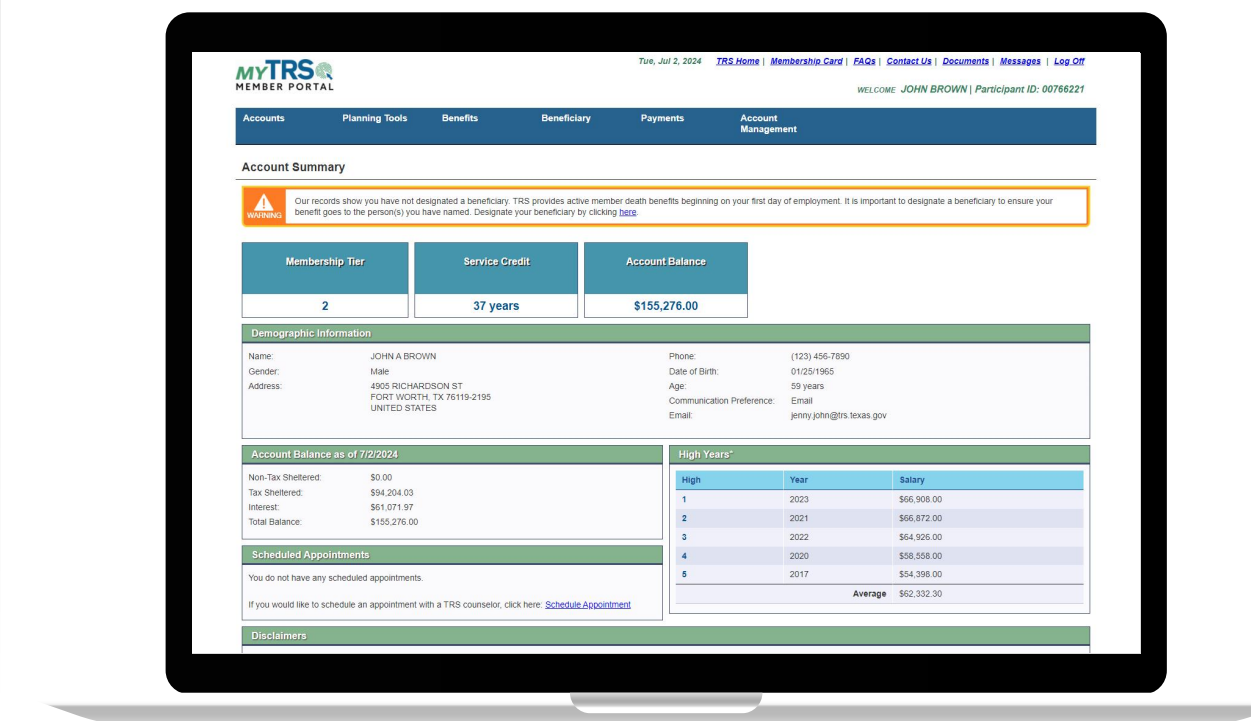 MYTRS
MEMBER PORTAL
Tue, Jul 2, 2024 TRS Home | Membership Card | FAQs | Contact Us | Documents | Messages | Log Off
WELCOME JOHN BROWN | Participant ID: 00766221
Accounts Planning Tools Benefits Beneficiary Payments Account
Management
Account Summary
WARNING
Our records show you have not designated a beneficiary. TRS provides active member death benefits beginning on your first day of employment. It is important to designate a beneficiary to ensure your
benefit goes to the person(s) you have named. Designate your beneficiary by clicking here.
Membership Tier Service Credit Account Balance
2 37 years $155,276.00
Demographic Information
Name: JOHN A BROWN
Gender: Male
Address: 4905 RICHARDSON ST
FORT WORTH, TX 76119-2195
UNITED STATES
Phone: (123) 456-7890
Date of Birth: 01/25/1965
Age: 59 years
Communication Preference: Email
Email: jenny.john@trs.texas.gov
Account Balance as of 7/2/2024
Non-Tax Sheltered: $0.00
Tax Sheltered: $94,204.03
Interest: $61,071.97
Total Balance: $155,276.00
High Years*
High Year Salary
1 2023 $66,908.00
2 2021 $66,872.00
3 2022 $64,926.00
4 2020 $58,558.00
5 2017 $54,398.00
Average $62,332.30
Scheduled Appointments
You do not have any scheduled appointments.
If you would like to schedule an appointment with a TRS counselor, click here: Schedule Appointment
Disclaimers